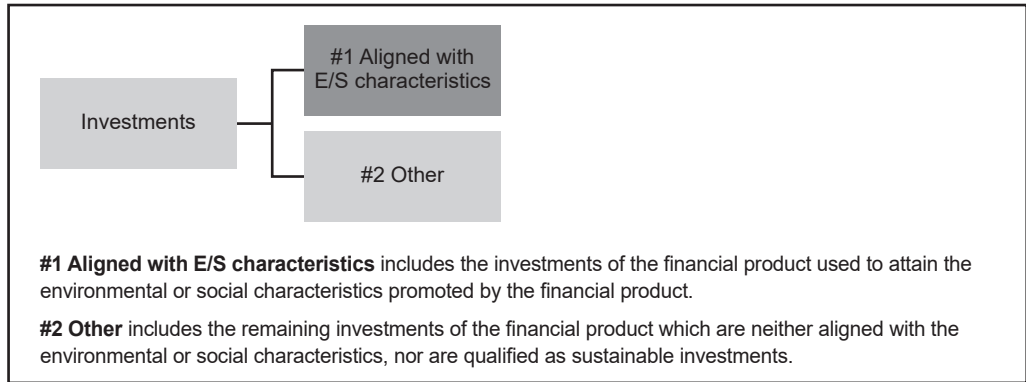 #1 Aligned with
E/S characteristics
Investments
#2 Other
#1 Aligned with E/S characteristics includes the investments of the financial product used to attain the
environmental or social characteristics promoted by the financial product.
#2 Other includes the remaining investments of the financial product which are neither aligned with the
environmental or social characteristics, nor are qualified as sustainable investments.